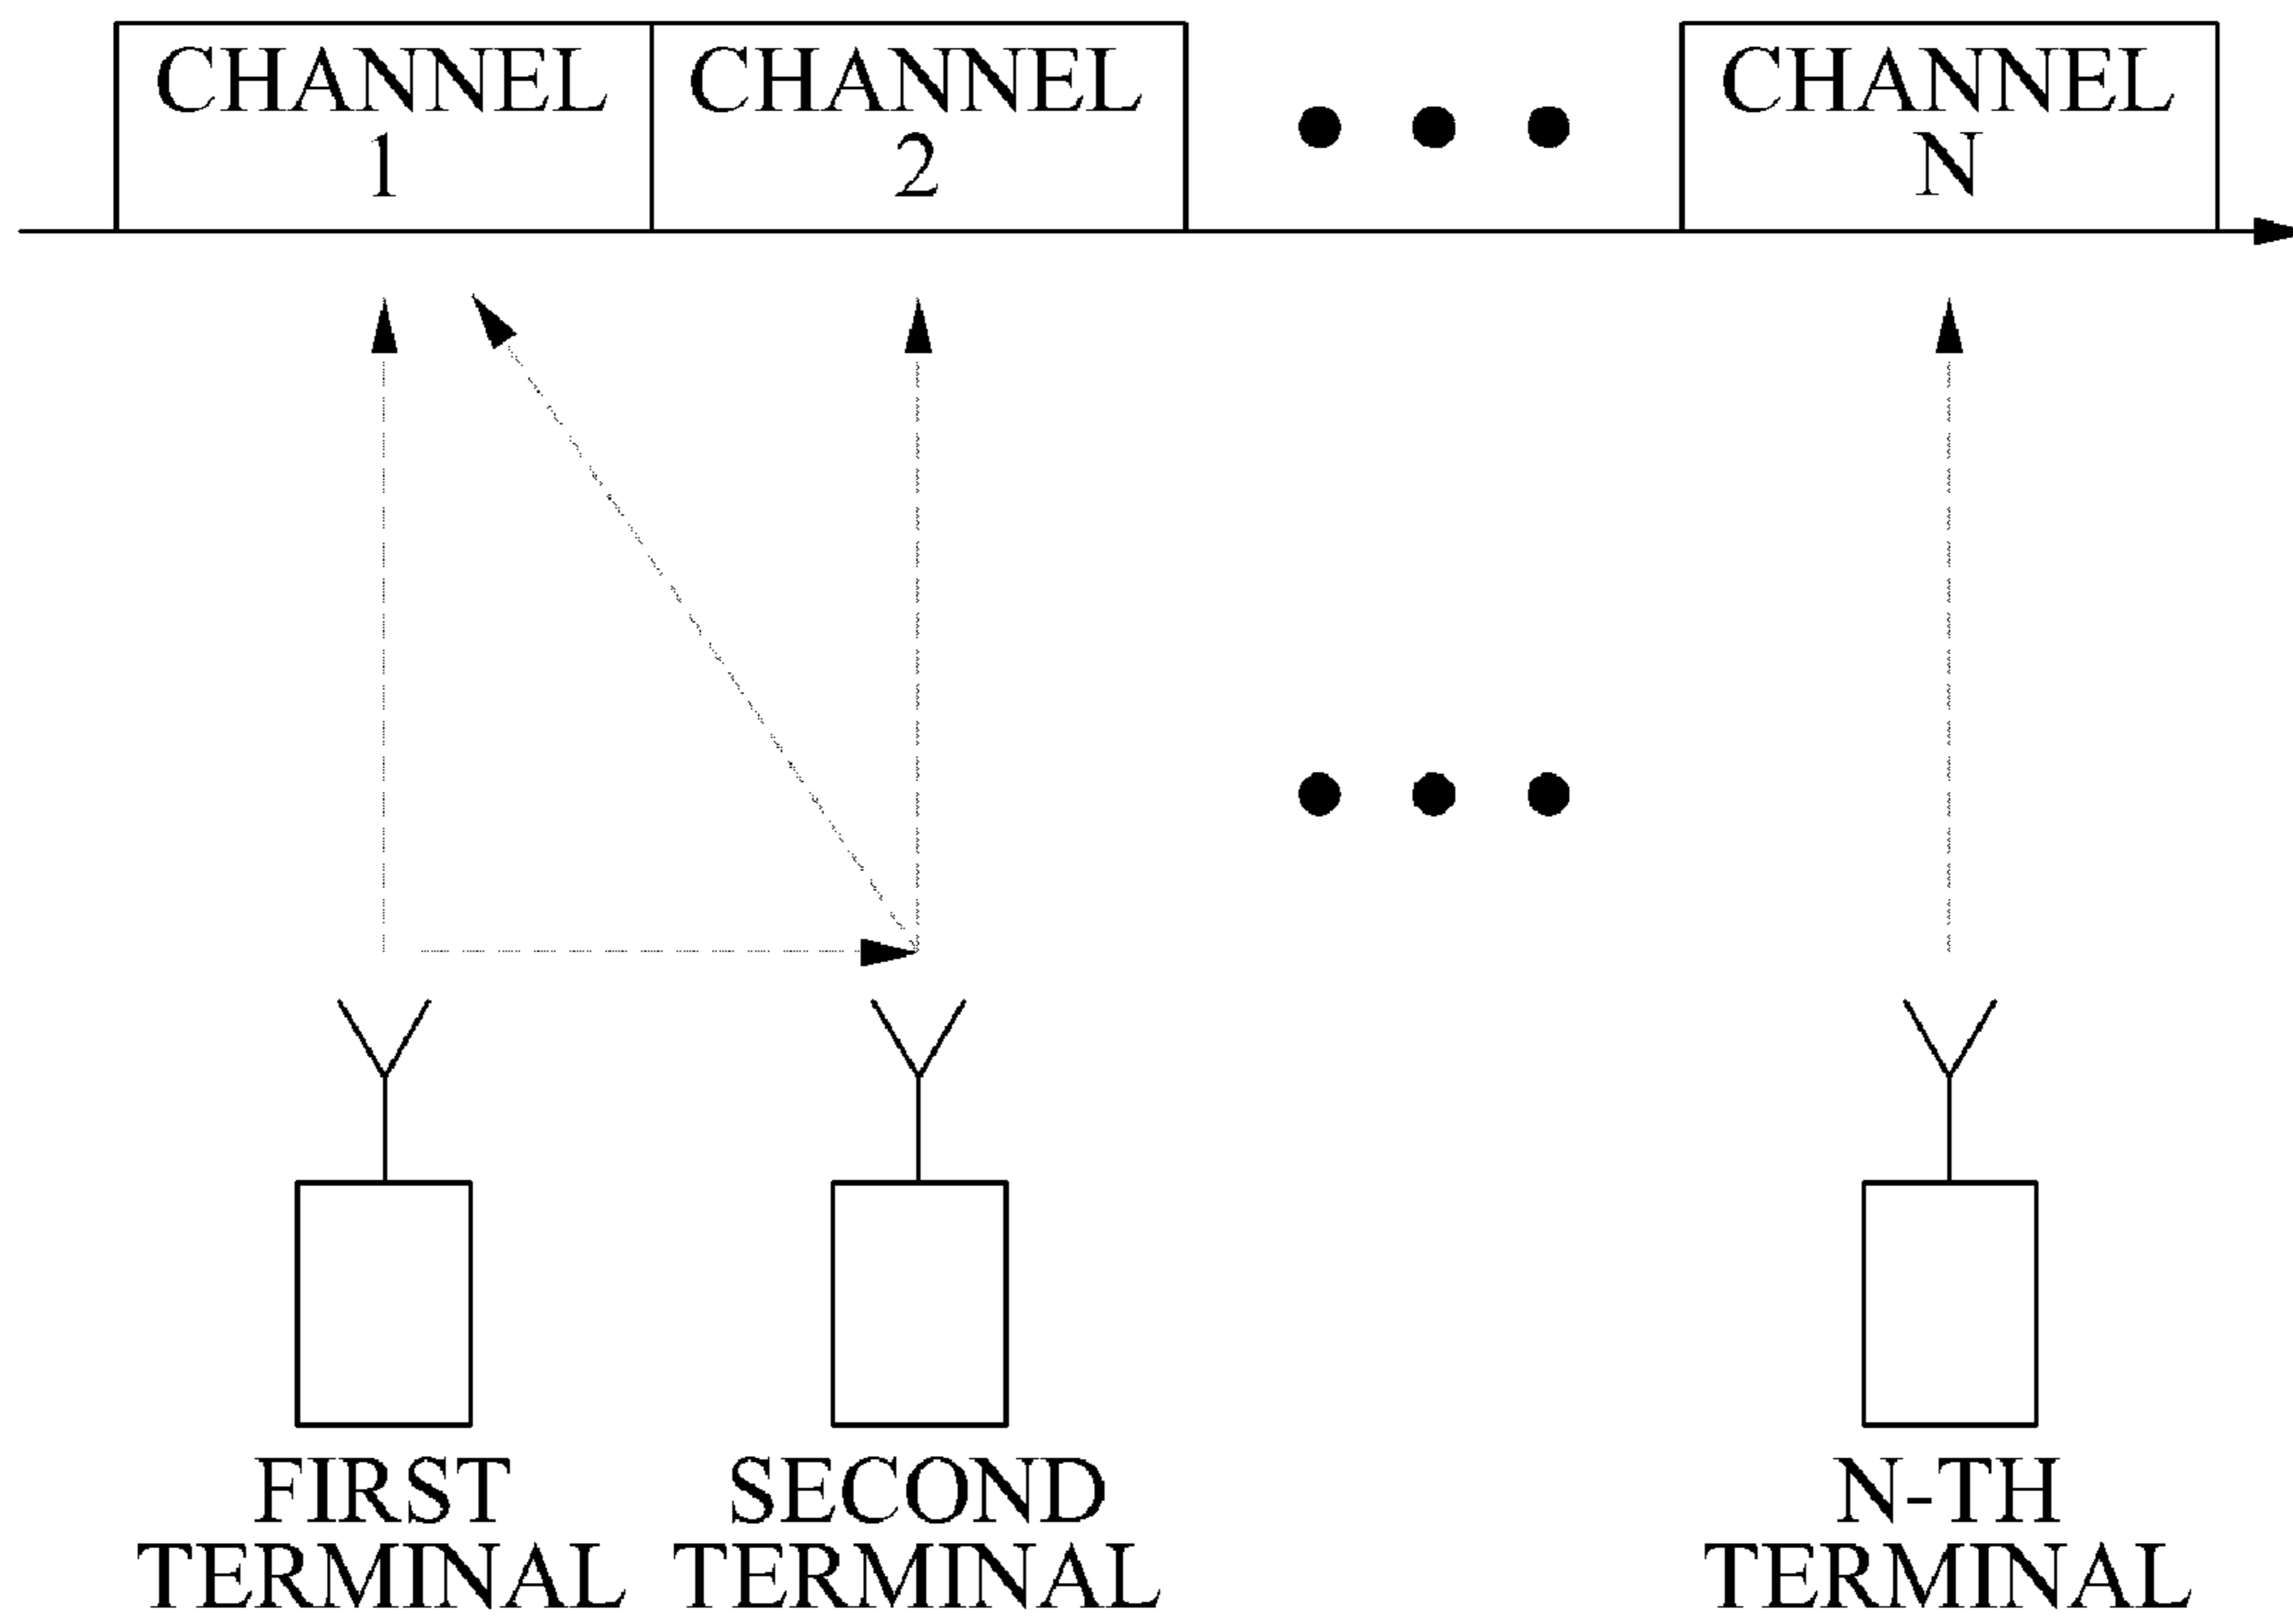 CHANNEL
1
CHANNEL
2
CHANNEL
N
FIRST
TERMINAL
SECOND
TERMINAL
N-TH
TERMINAL